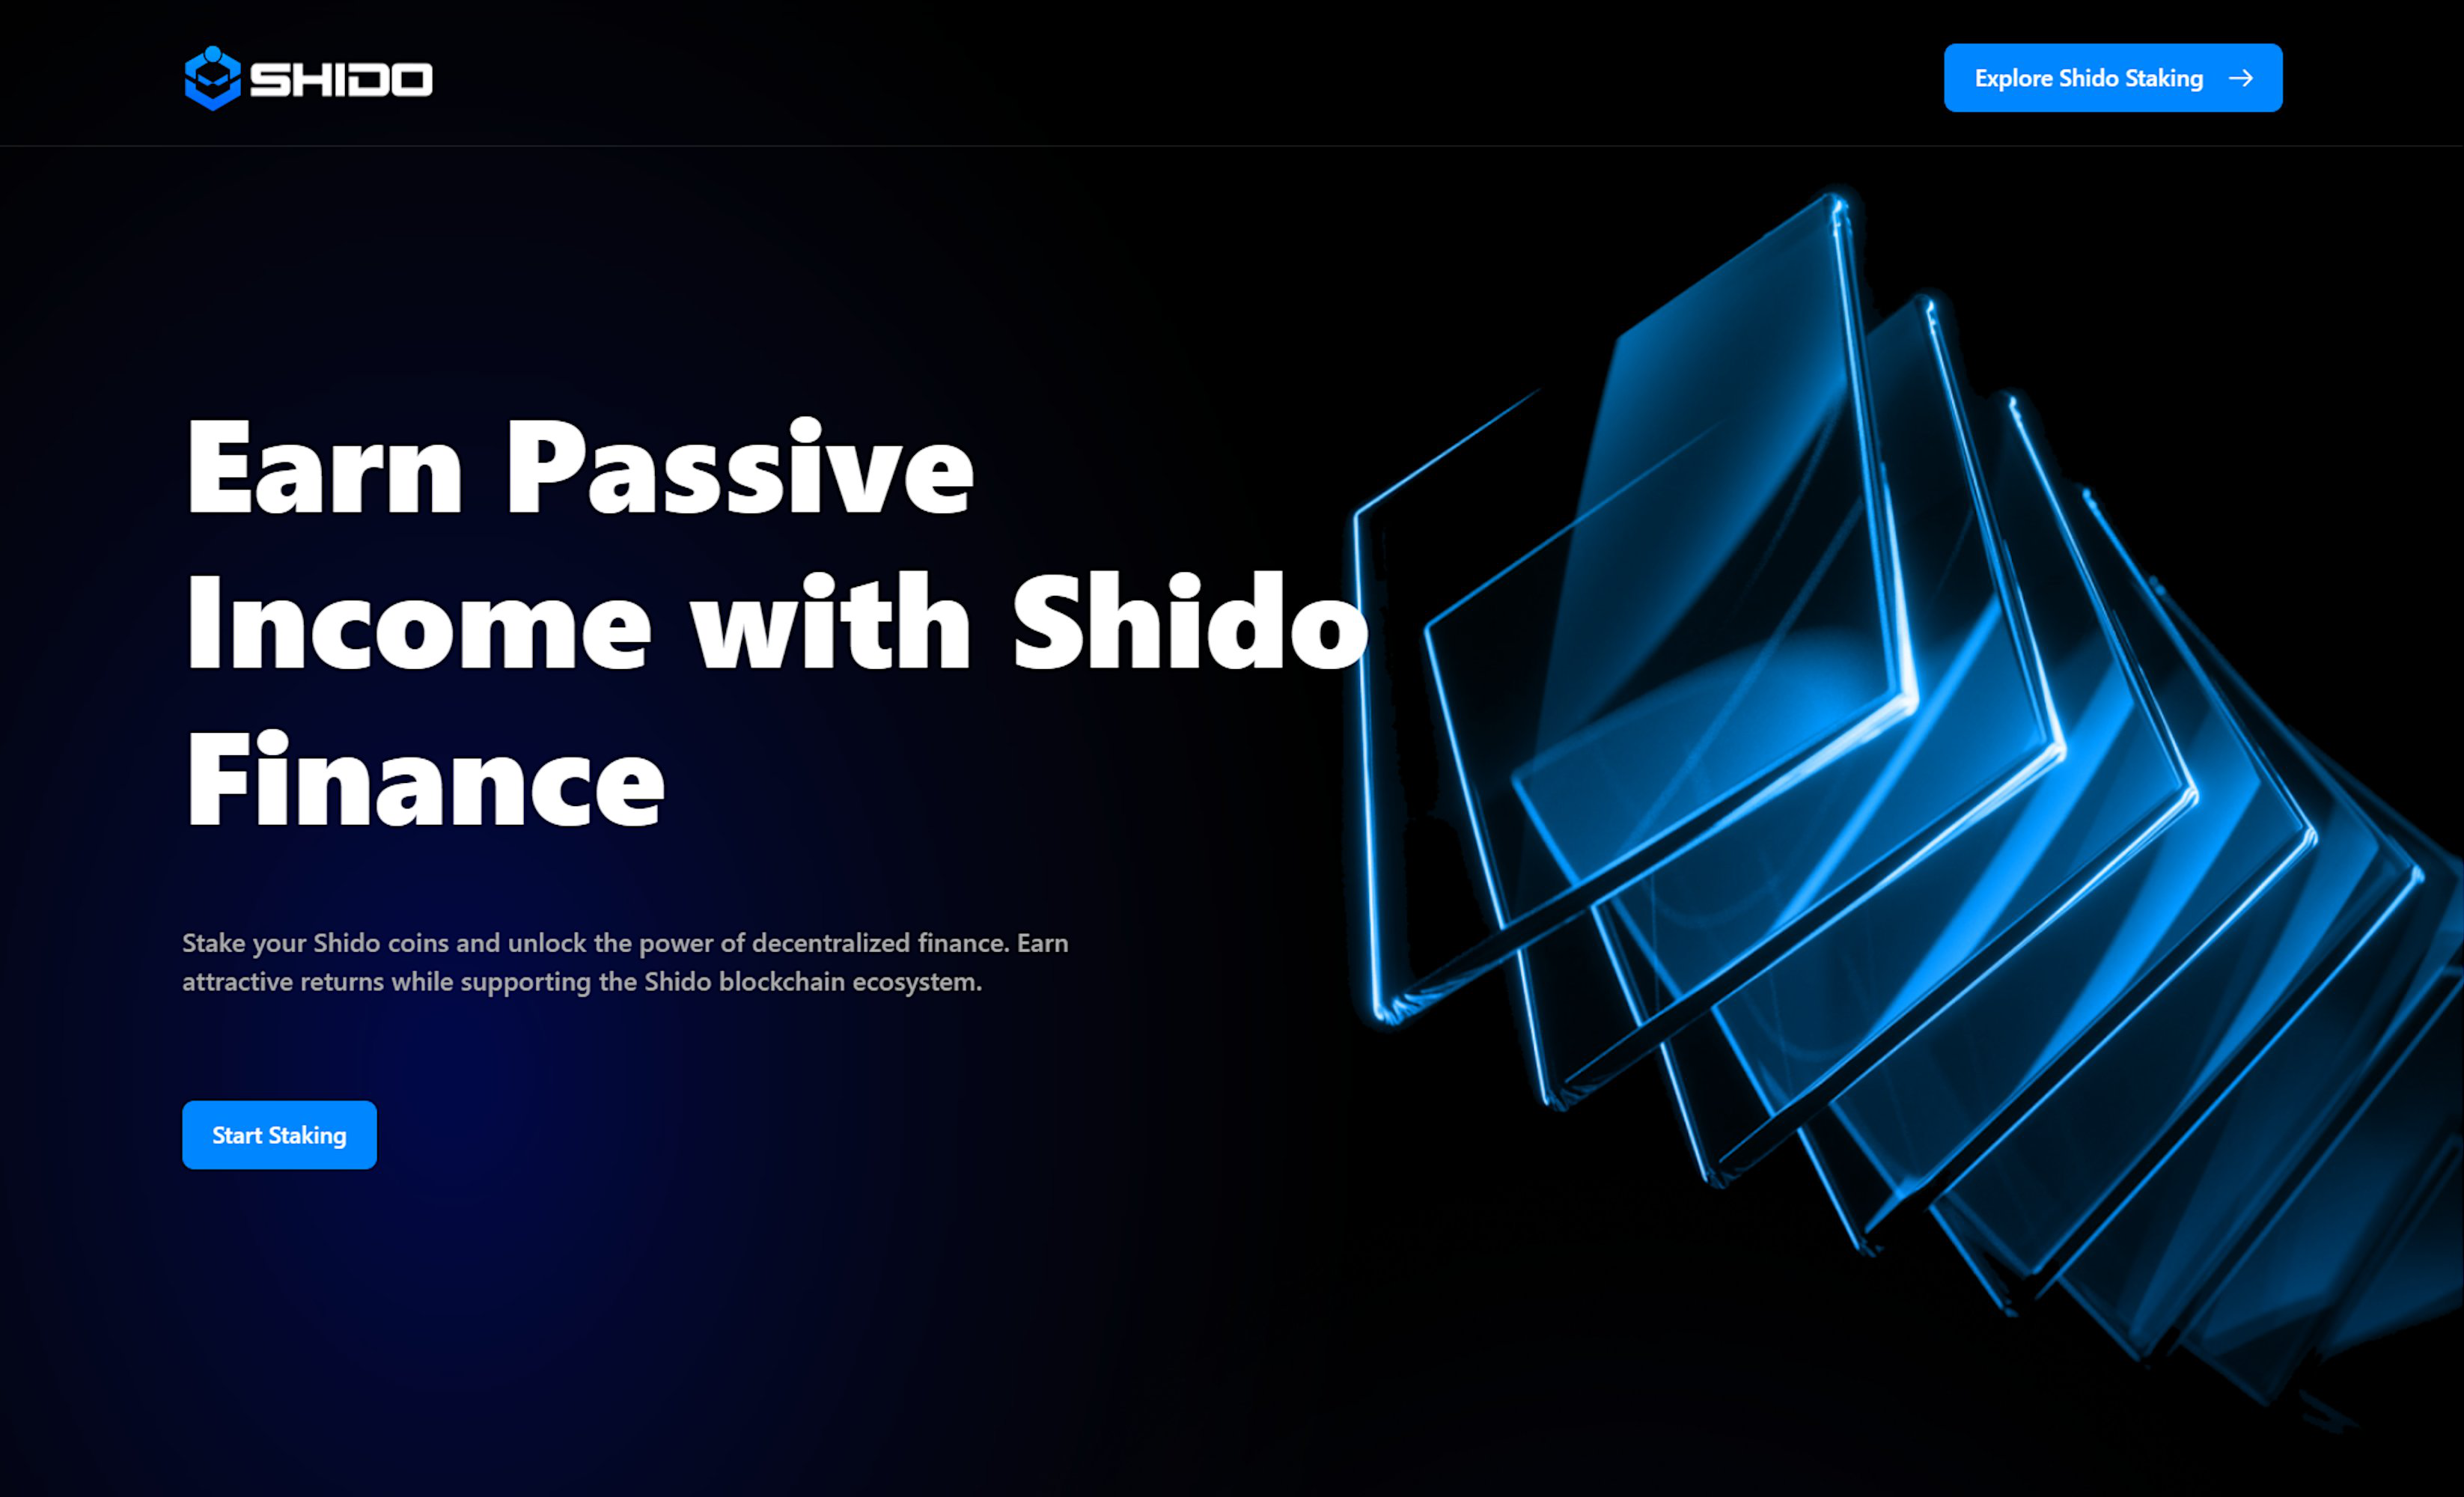 SHIDO
Explore Shido Staking
Earn Passive
Income with Shido
Finance
Stake your Shido coins and unlock the power of decentralized finance. Earn
attractive returns while supporting the Shido blockchain ecosystem.
Start Staking